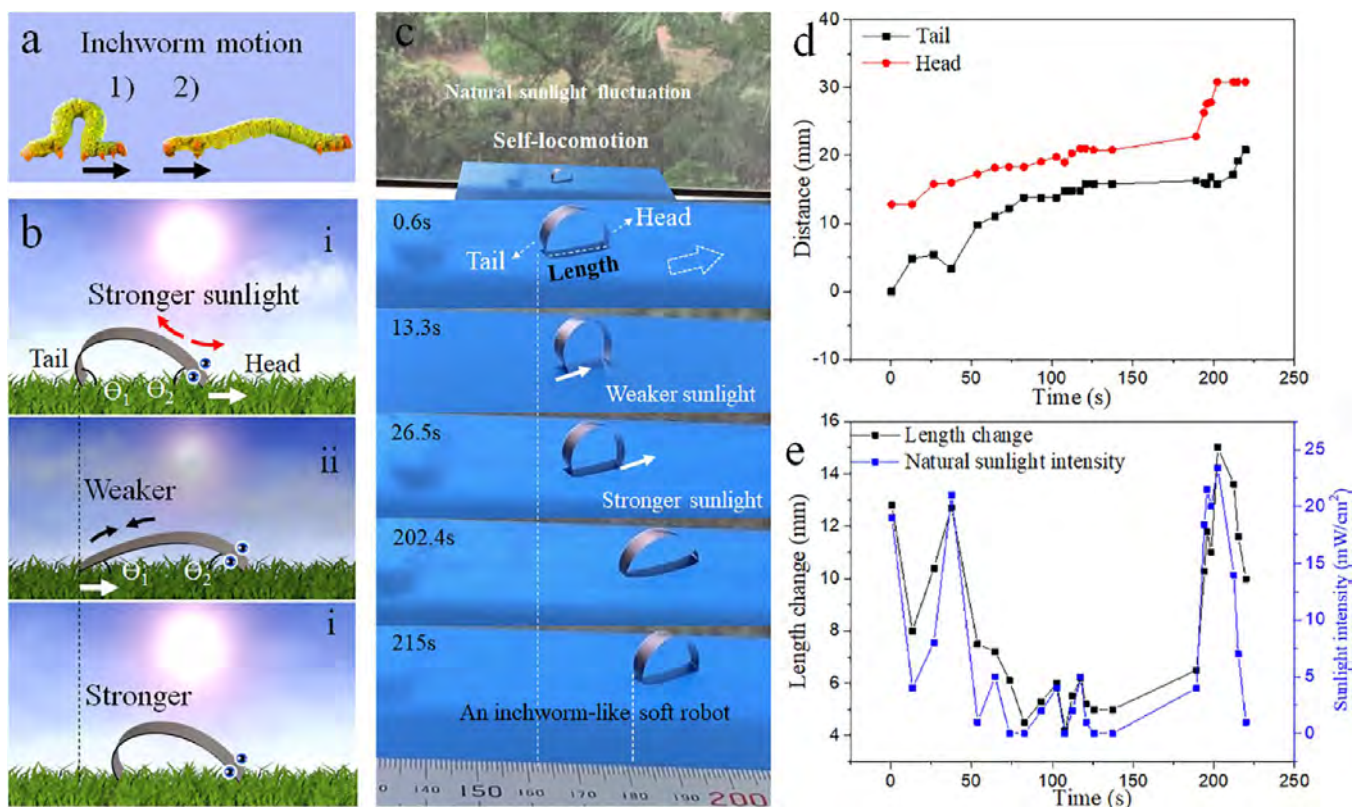 a
Inchworm motion
1) 2)
b
i
Stronger sunlight
Tail
Head
Θ1 Θ2
ii
Weaker
Θ1 Θ2
i
Stronger
c
Natural sunlight fluctuation
Self-locomotion
0.6s
Head
Tail
Length
13.3s
Weaker sunlight
26.5s
Stronger sunlight
202.4s
215s
An inchworm-like soft robot
140 150 160 170 180 190 200
d
Tail
Head
40
30
20
10
0
-10
0 50 100 150 200 250
Distance (mm)
Time (s)
e
Length change
Natural sunlight intensity
16
14
12
10
8
6
4
25
20
15
10
5
0
0 50 100 150 200 250
Length change (mm)
Sunlight intensity (mW/cm2)
Time (s)